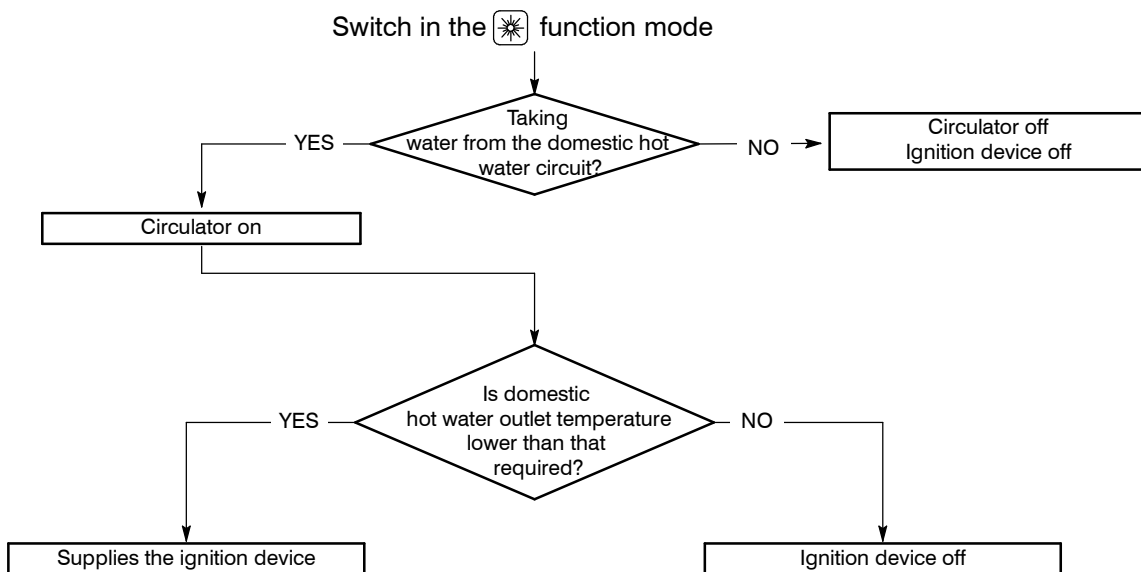 Switch in the function mode
Taking
water from the domestic hot
water circuit?
YES
NO
Circulator off
Ignition device off
Circulator on
Is domestic
hot water outlet temperature
lower than that
required?
YES
NO
Supplies the ignition device
Ignition device off